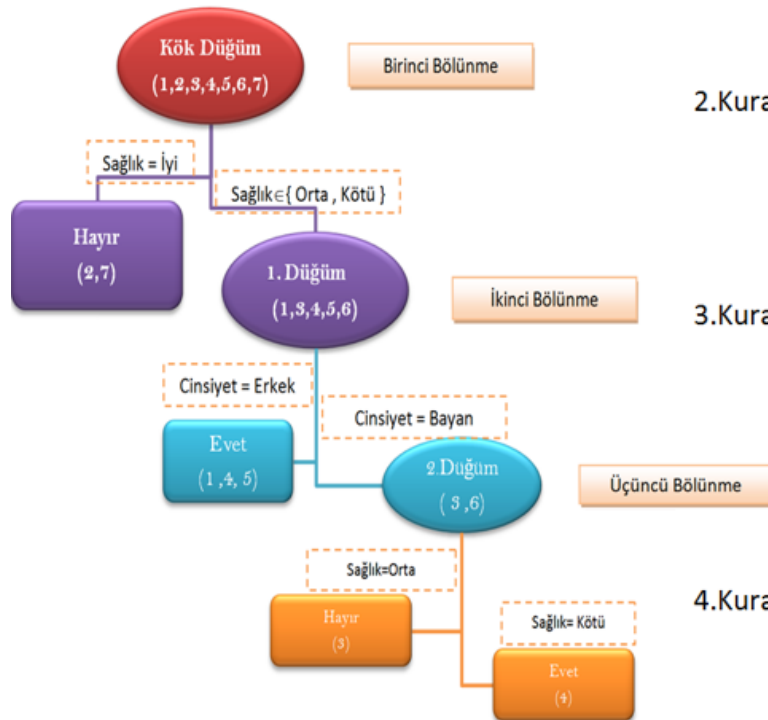 Kök Düğüm
(1,2,3,4,5,6,7)
Birinci Bölünme
2.Kura
Sağlık = İyi
Sağlık∈{ Orta , Kötü }
Hayır
(2,7)
1.Düğüm
(1,3,4,5,6)
İkinci Bölünme
3.Kura
Cinsiyet = Erkek
Cinsiyet = Bayan
Evet
(1 ,4, 5)
2.Düğüm
( 3 ,6)
Üçüncü Bölünme
Sağlık=Orta
Hayır
(3)
4.Kura
Sağlık= Kötü
Evet
(4)